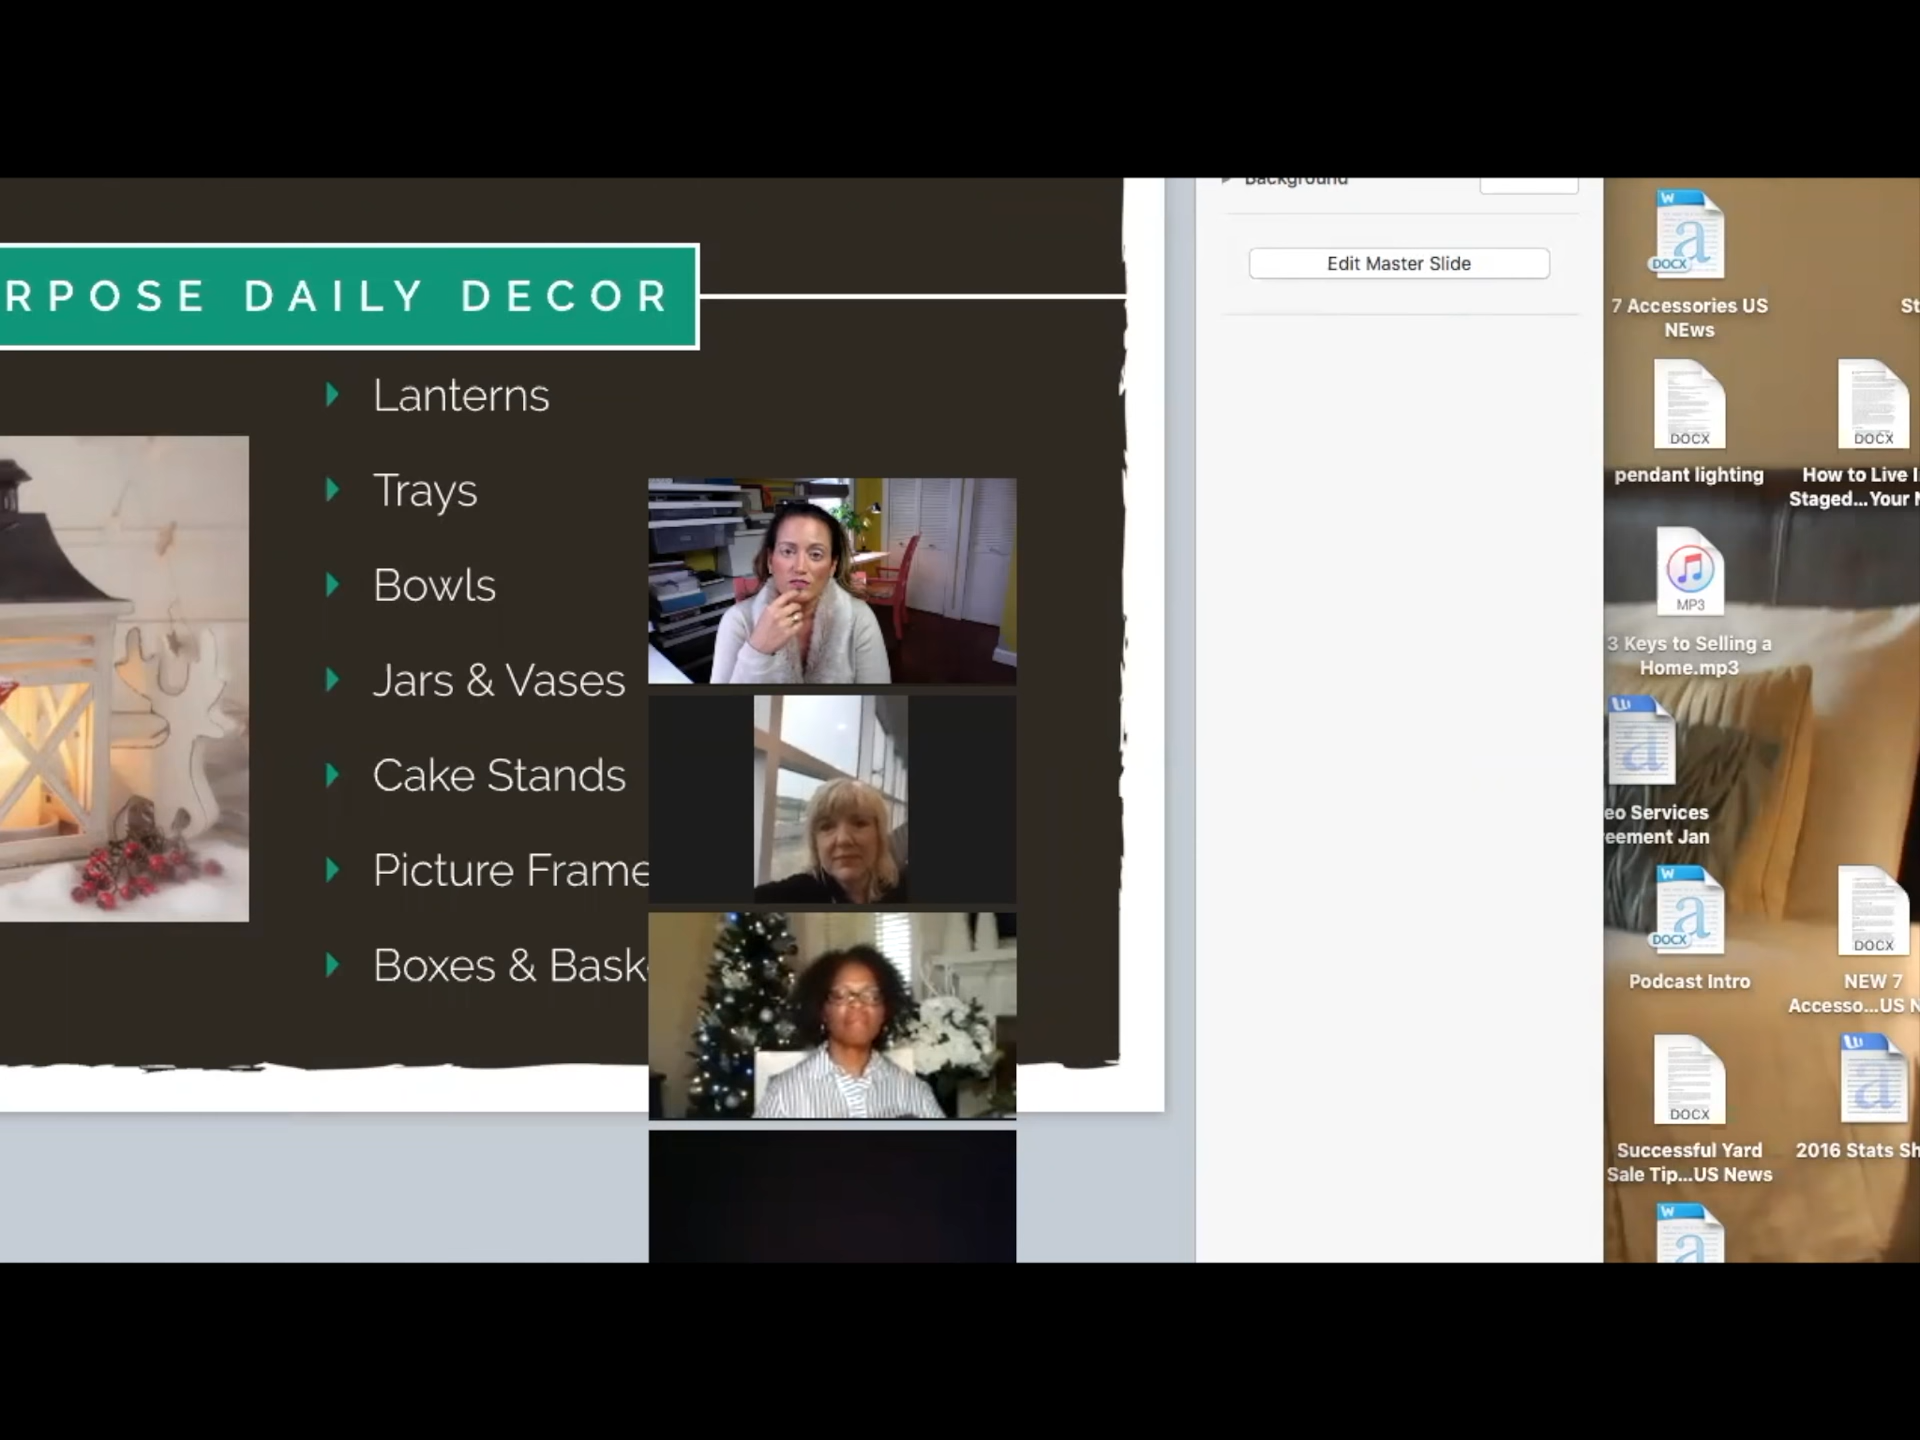 RPOSE DAILY DECOR
Lanterns
Trays
Bowls
Jars & Vases
Cake Stands
Picture Frame
Boxes & Bask
Background
Edit Master Slide
W
DOCX
7 Accessories US
NEws
St
DOCX
pendant lighting
DOCX
How to Live I
Staged...Your N
MP3
3 Keys to Selling a
Home.mp3
W
eo Services
reement Jan
W
DOCX
Podcast Intro
DOCX
NEW 7
Accesso...US N
DOCX
Successful Yard
Sale Tip...US News
W
2016 Stats Sh
W